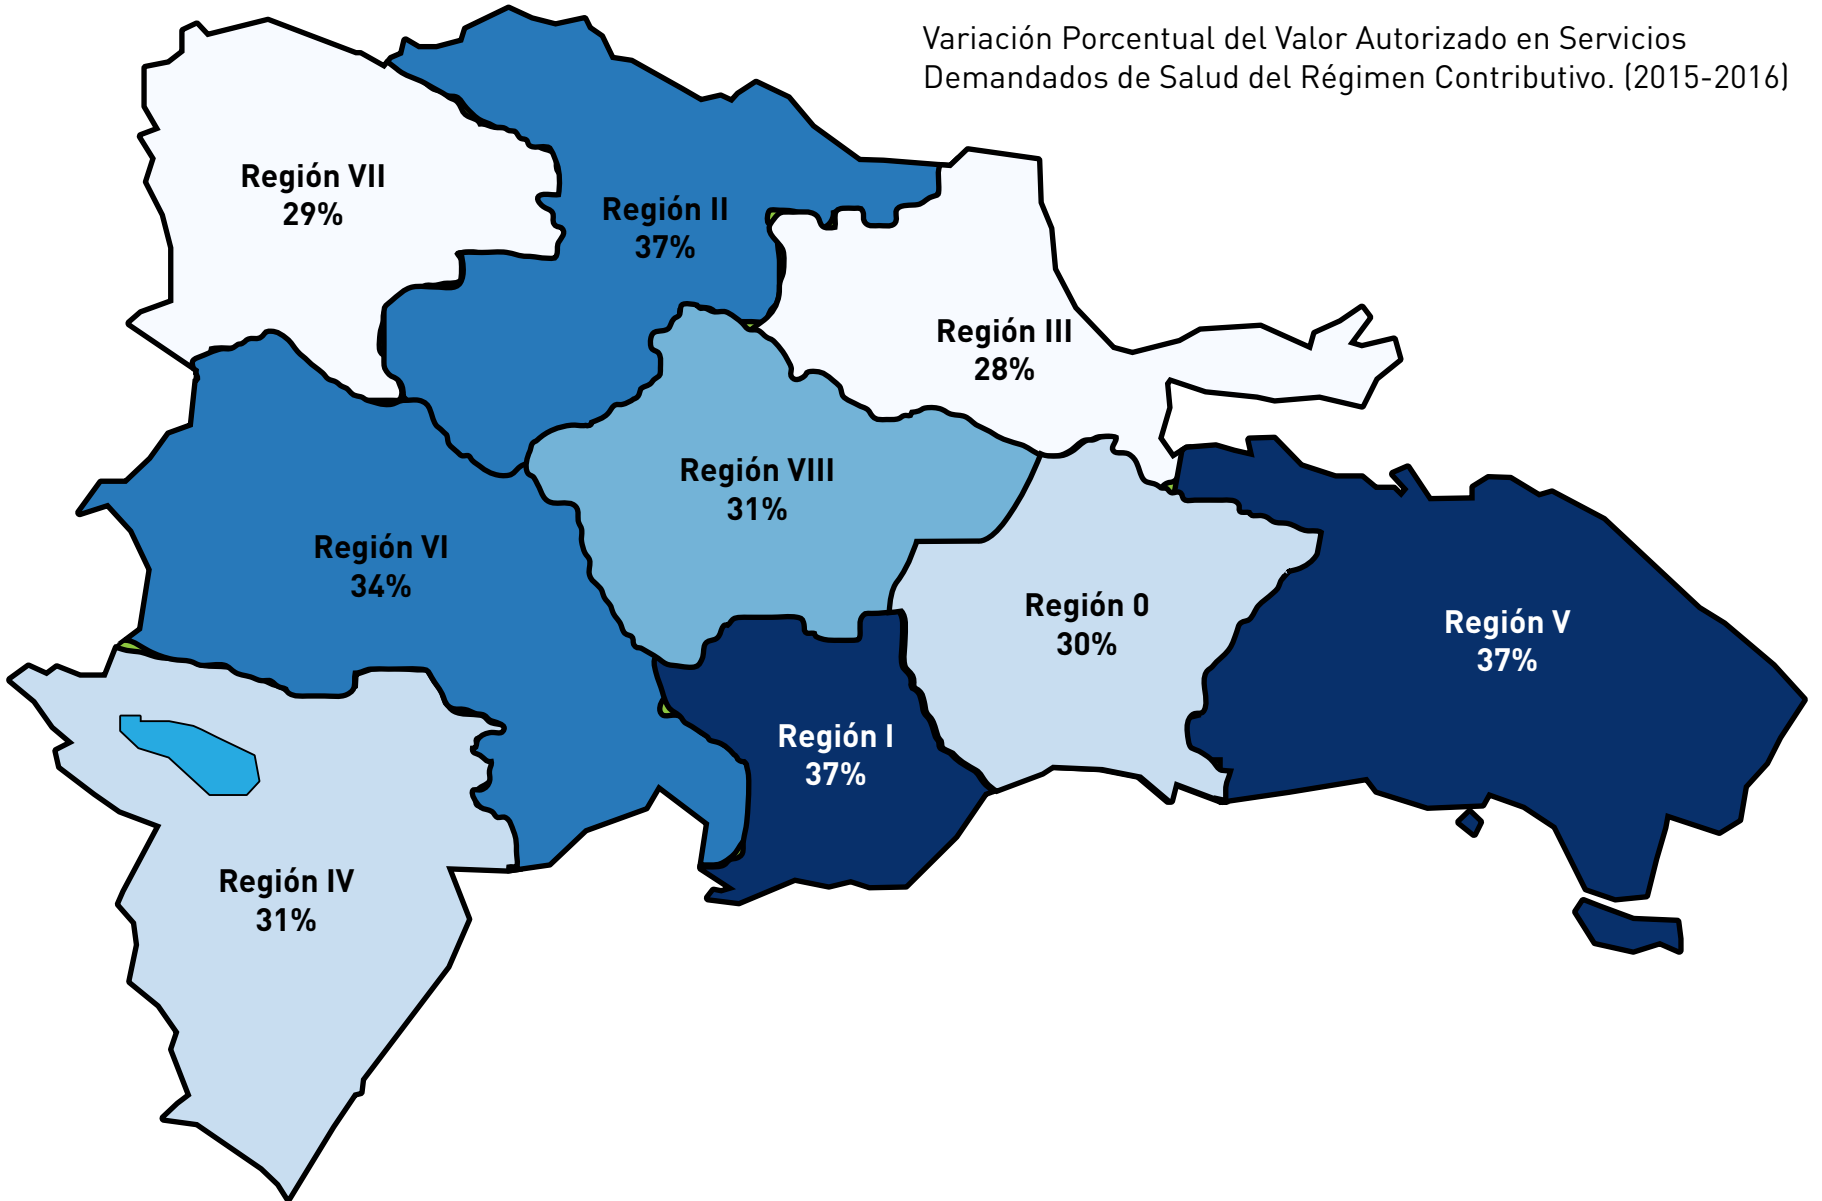 Variación Porcentual del Valor Autorizado en Servicios
Demandados de Salud del Régimen Contributivo. (2015-2016)
Región VII
29%
Región II
37%
Región III
28%
Región VIII
31%
Región VI
34%
Región 0
30%
Región V
37%
Región I
37%
Región IV
31%